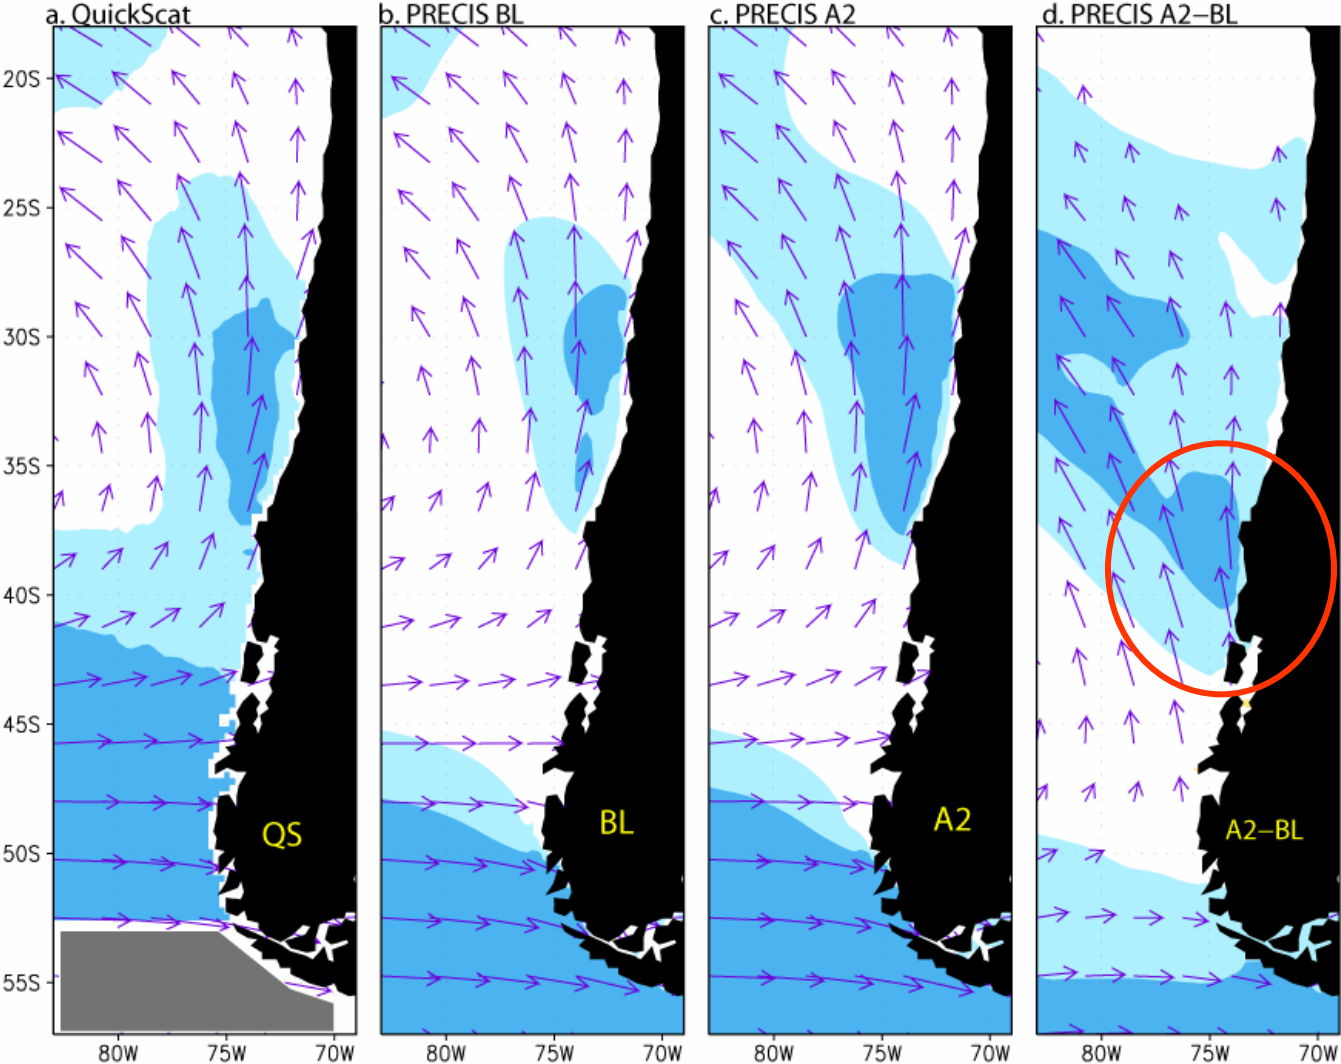 a. QuickScat
b. PRECIS BL
c. PRECIS A2
d. PRECIS A2-BL
20S
25S
30S
35S
40S
45S
50S
55S
QS
BL
A2
A2-BL
80W 75W 70W
80W 75W 70W
80W 75W 70W
80W 75W 70W